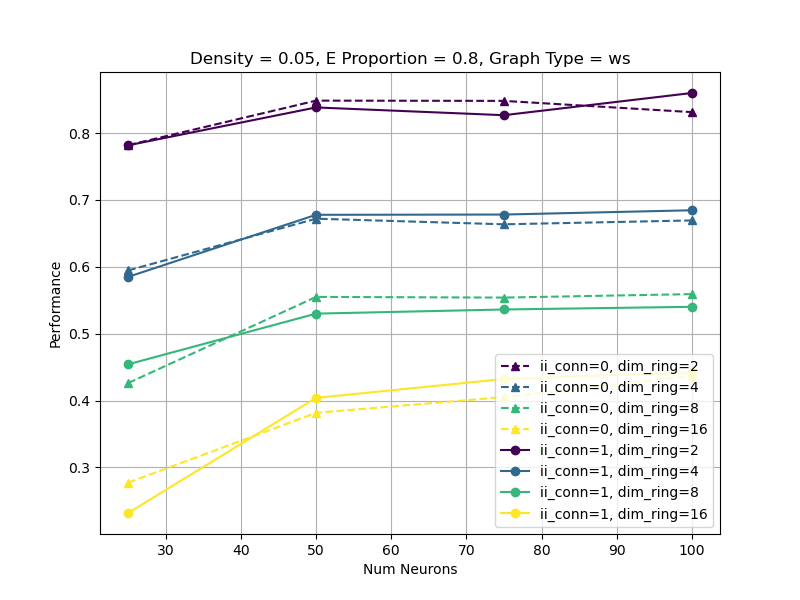 Density = 0.05, E Proportion = 0.8, Graph Type = ws
Performance
0.8
0.7
0.6
0.5
0.4
0.3
30 40 50 60 70 80 90 100
Num Neurons
ii_conn=0, dim_ring=2
ii_conn=0, dim_ring=4
ii_conn=0, dim_ring=8
ii_conn=0, dim_ring=16
ii_conn=1, dim_ring=2
ii_conn=1, dim_ring=4
ii_conn=1, dim_ring=8
ii_conn=1, dim_ring=16